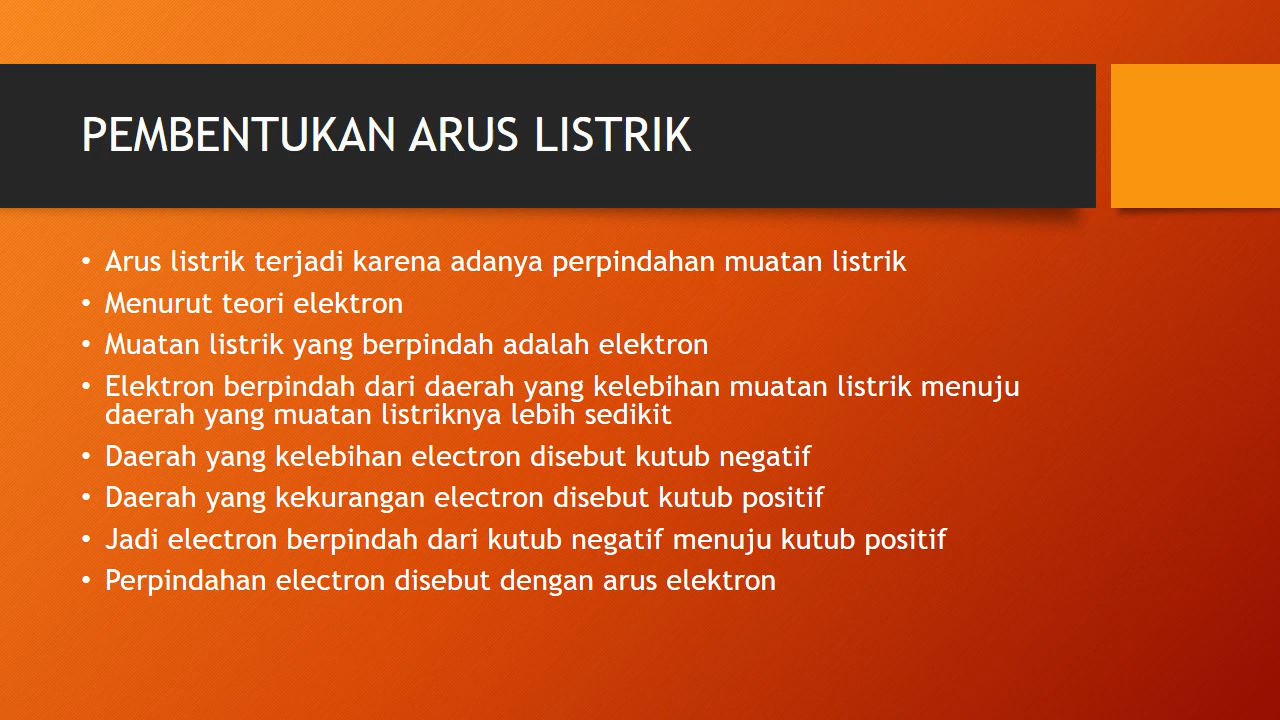 PEMBENTUKAN ARUS LISTRIK
• Arus listrik terjadi karena adanya perpindahan muatan listrik
• Menurut teori elektron
• Muatan listrik yang berpindah adalah elektron
• Elektron berpindah dari daerah yang kelebihan muatan listrik menuju
daerah yang muatan listriknya lebih sedikit
• Daerah yang kelebihan electron disebut kutub negatif
• Daerah yang kekurangan electron disebut kutub positif
• Jadi electron berpindah dari kutub negatif menuju kutub positif
• Perpindahan electron disebut dengan arus elektron